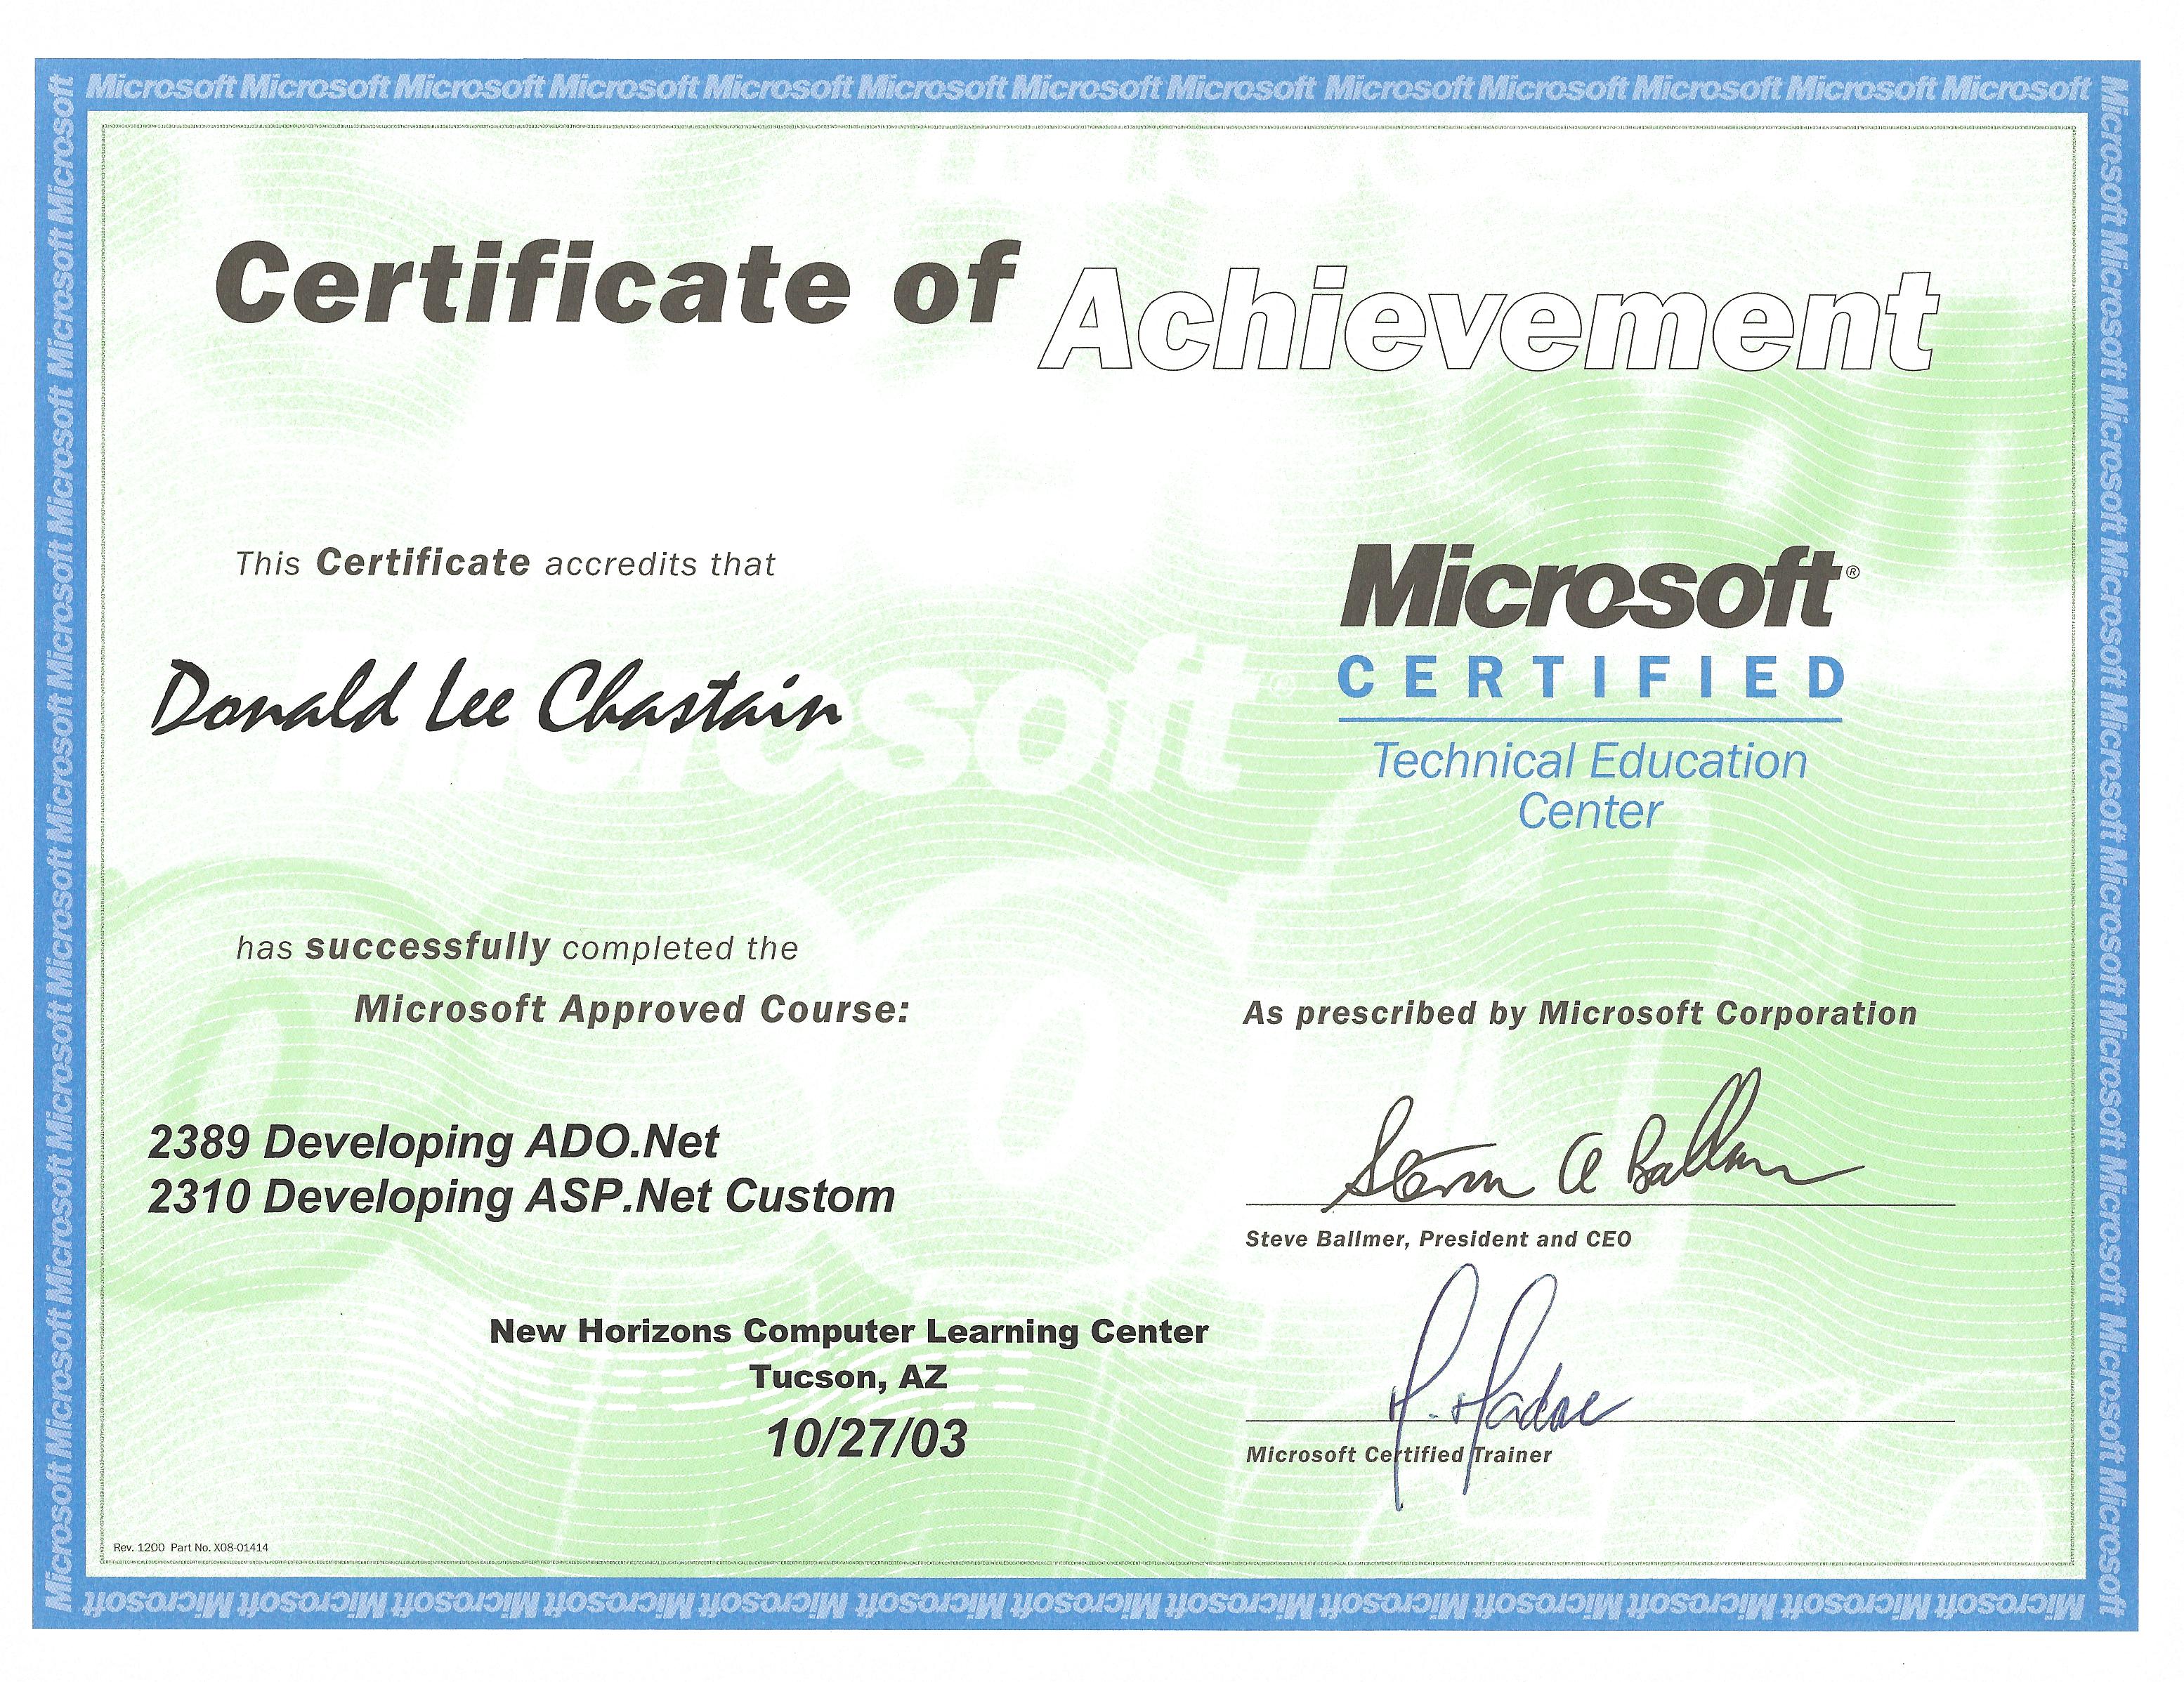 Microsoft Microsoft Microsoft Microsoft Microsoft Microsoft Microsoft Microsoft Microsoft Microsoft Microsoft Microsoft Microsoft
Certificate of Achievement
This Certificate accredits that
Donald Lee Chastain
has successfully completed the
Microsoft Approved Course:
2389 Developing ADO.Net
2310 Developing ASP.Net Custom
New Horizons Computer Learning Center
Tucson, AZ
10/27/03
Microsoft®
CERTIFIED
Technical Education
Center
As prescribed by Microsoft Corporation
Steven A Ballmer
Steve Ballmer, President and CEO
Microsoft Certified Trainer
Rev. 1200 Part No. X08-01414
Microsoft Microsoft Microsoft Microsoft Microsoft Microsoft Microsoft Microsoft Microsoft Microsoft Microsoft Microsoft Microsoft